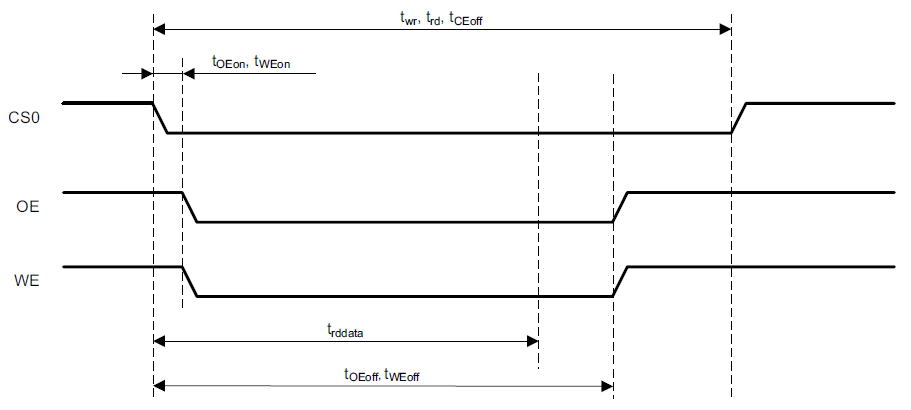 twr, trd, tCEoff
tOEon, tWEon
CS0
OE
WE
trddata
tOEoff, tWEoff